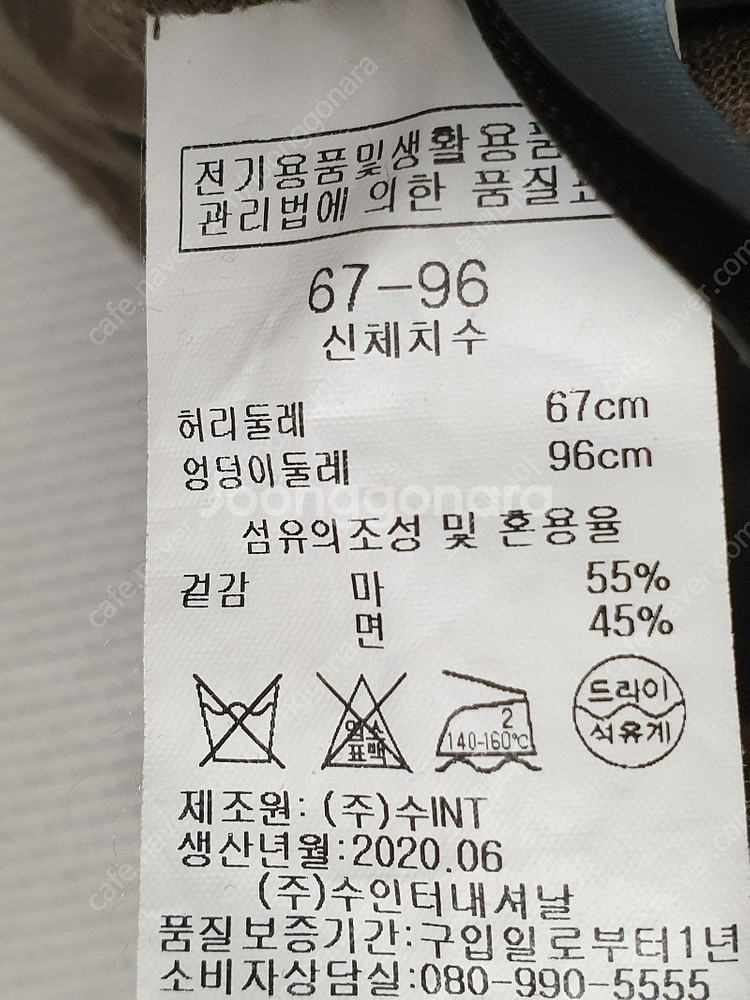 전기용품및생활용품
관리법에 의한 품질표
67-96
신체치수
허리둘레 67cm
엉덩이둘레 96cm
섬유의조성 및 혼용율
겉감 마 55%
면 45%
염소
표백
2
140-160℃
드라이
석유계
제조원: (주)수INT
생산년월:2020.06
(주)수인터내셔날
품질보증기간:구입일로부터1년
소비자상담실:080-990-5555
joonggonara
cafe.naver.com/joonggonara